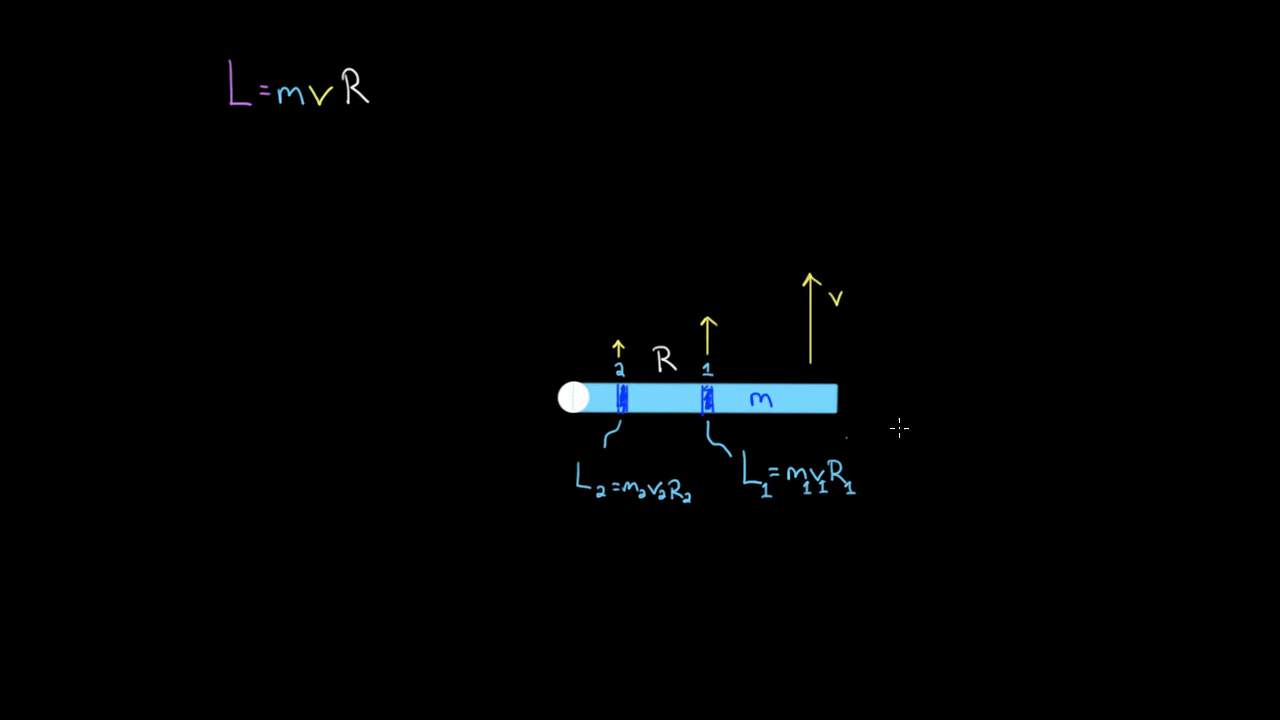 L=mvR
v
R
2
1
m
L₂=m₂v₂R₂
L₁=m₁v₁R₁